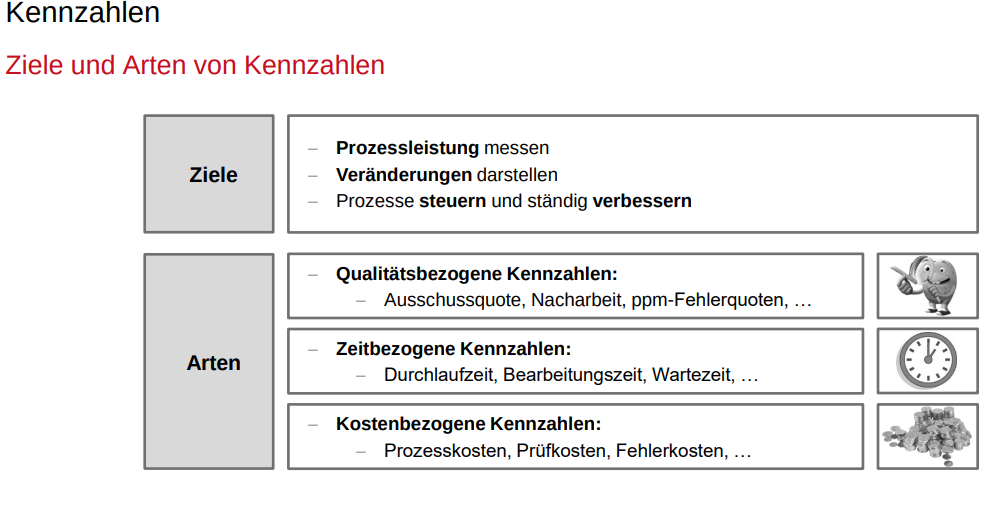 Kennzahlen
Ziele und Arten von Kennzahlen
Ziele
– Prozessleistung messen
– Veränderungen darstellen
– Prozesse steuern und ständig verbessern
Arten
– Qualitätsbezogene Kennzahlen:
– Ausschussquote, Nacharbeit, ppm-Fehlerquoten, …
– Zeitbezogene Kennzahlen:
– Durchlaufzeit, Bearbeitungszeit, Wartezeit, …
– Kostenbezogene Kennzahlen:
– Prozesskosten, Prüfkosten, Fehlerkosten, …